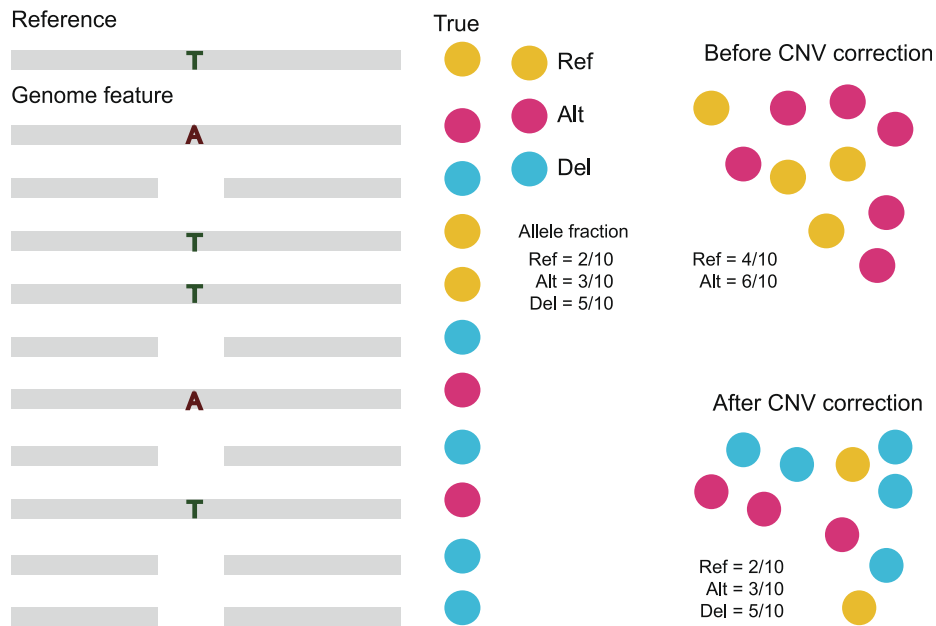 Reference
T
Genome feature
A
T
T
A
T
True
Ref
Alt
Del
Allele fraction
Ref = 2/10
Alt = 3/10
Del = 5/10
Before CNV correction
Ref = 4/10
Alt = 6/10
After CNV correction
Ref = 2/10
Alt = 3/10
Del = 5/10